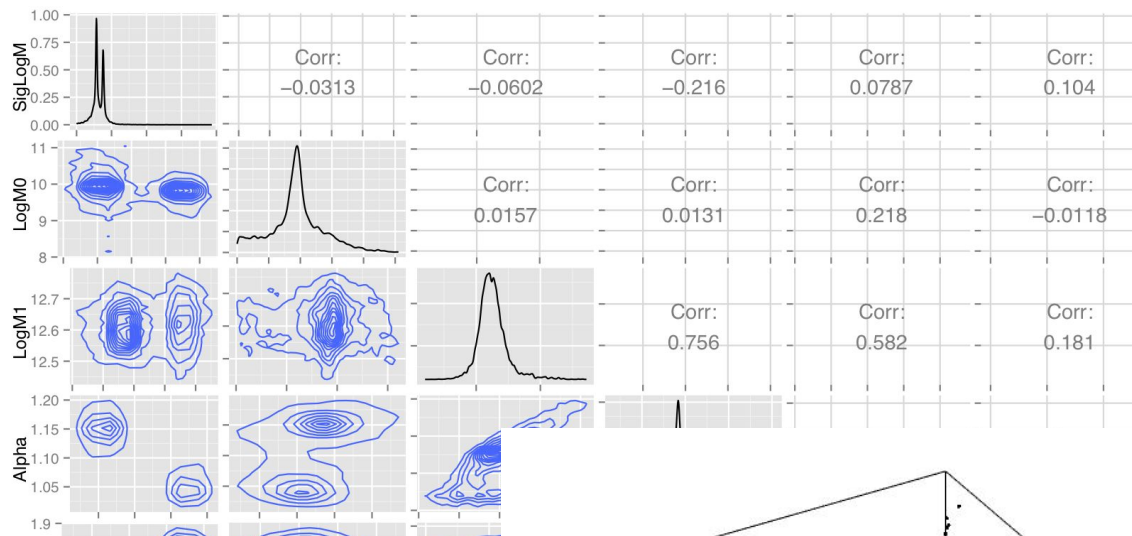 1.00
0.75
0.50
0.25
0.00
SigLogM
Corr:
−0.0313
Corr:
−0.0602
Corr:
−0.216
Corr:
0.0787
Corr:
0.104
11
10
9
8
LogM0
Corr:
0.0157
Corr:
0.0131
Corr:
0.218
Corr:
−0.0118
12.7
12.6
12.5
LogM1
Corr:
0.756
Corr:
0.582
Corr:
0.181
1.20
1.15
1.10
1.05
Alpha
1.9